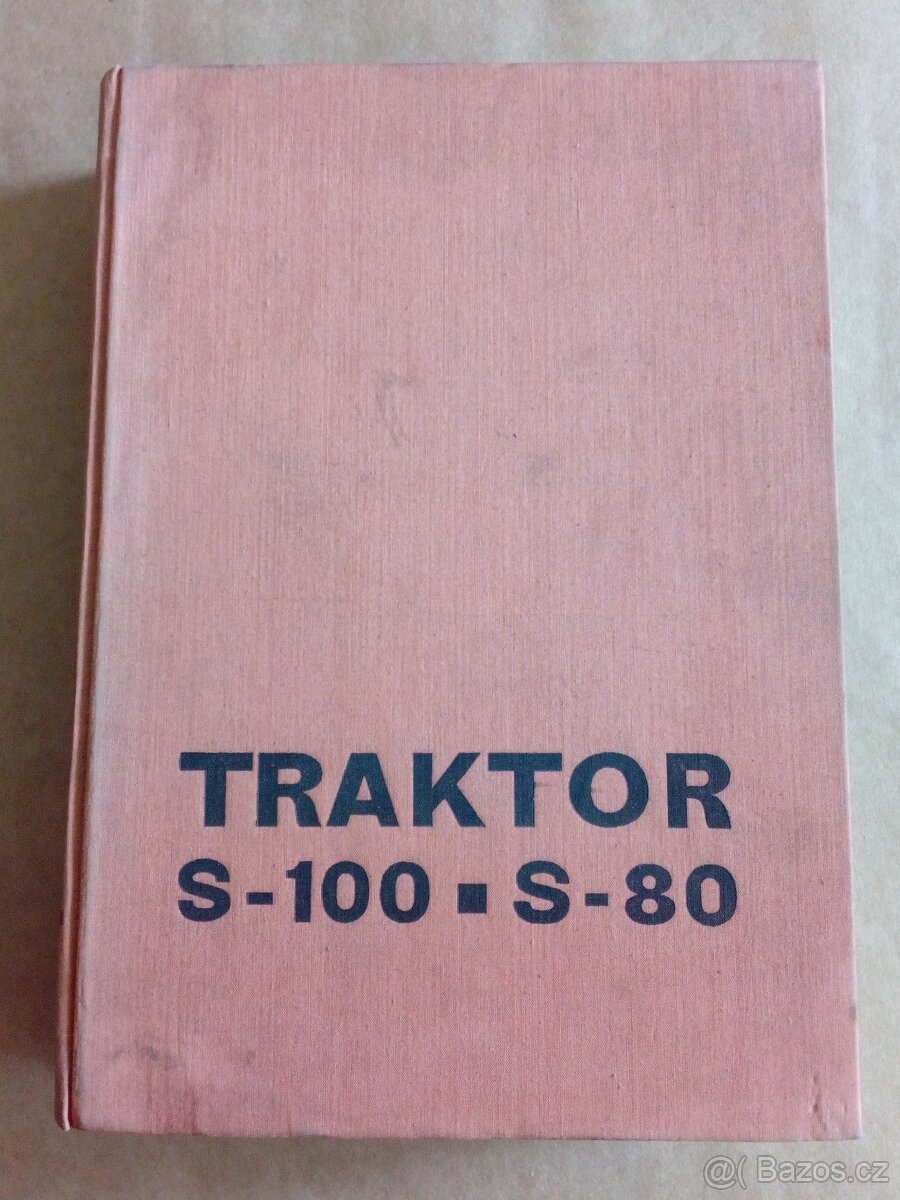 TRAKTOR
S-100 ▪ S-80
@( Bazos.cz